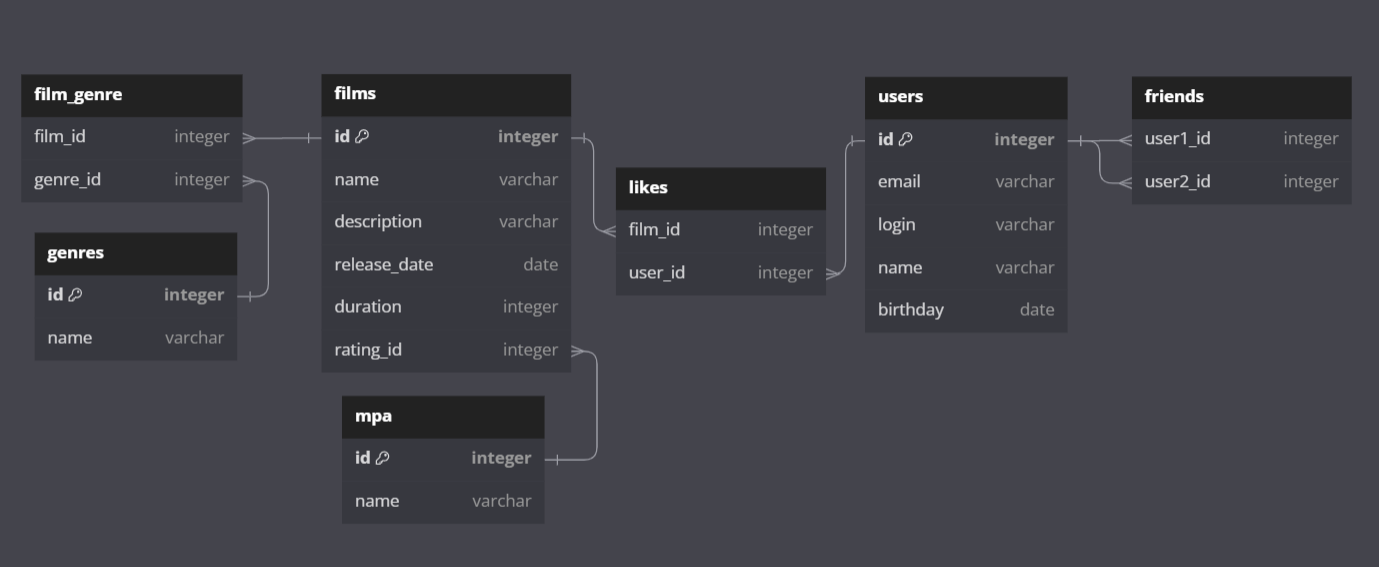 film_genre
film_id integer
genre_id integer
genres
id integer
name varchar
films
id integer
name varchar
description varchar
release_date date
duration integer
rating_id integer
mpa
id integer
name varchar
likes
film_id integer
user_id integer
users
id integer
email varchar
login varchar
name varchar
birthday date
friends
user1_id integer
user2_id integer